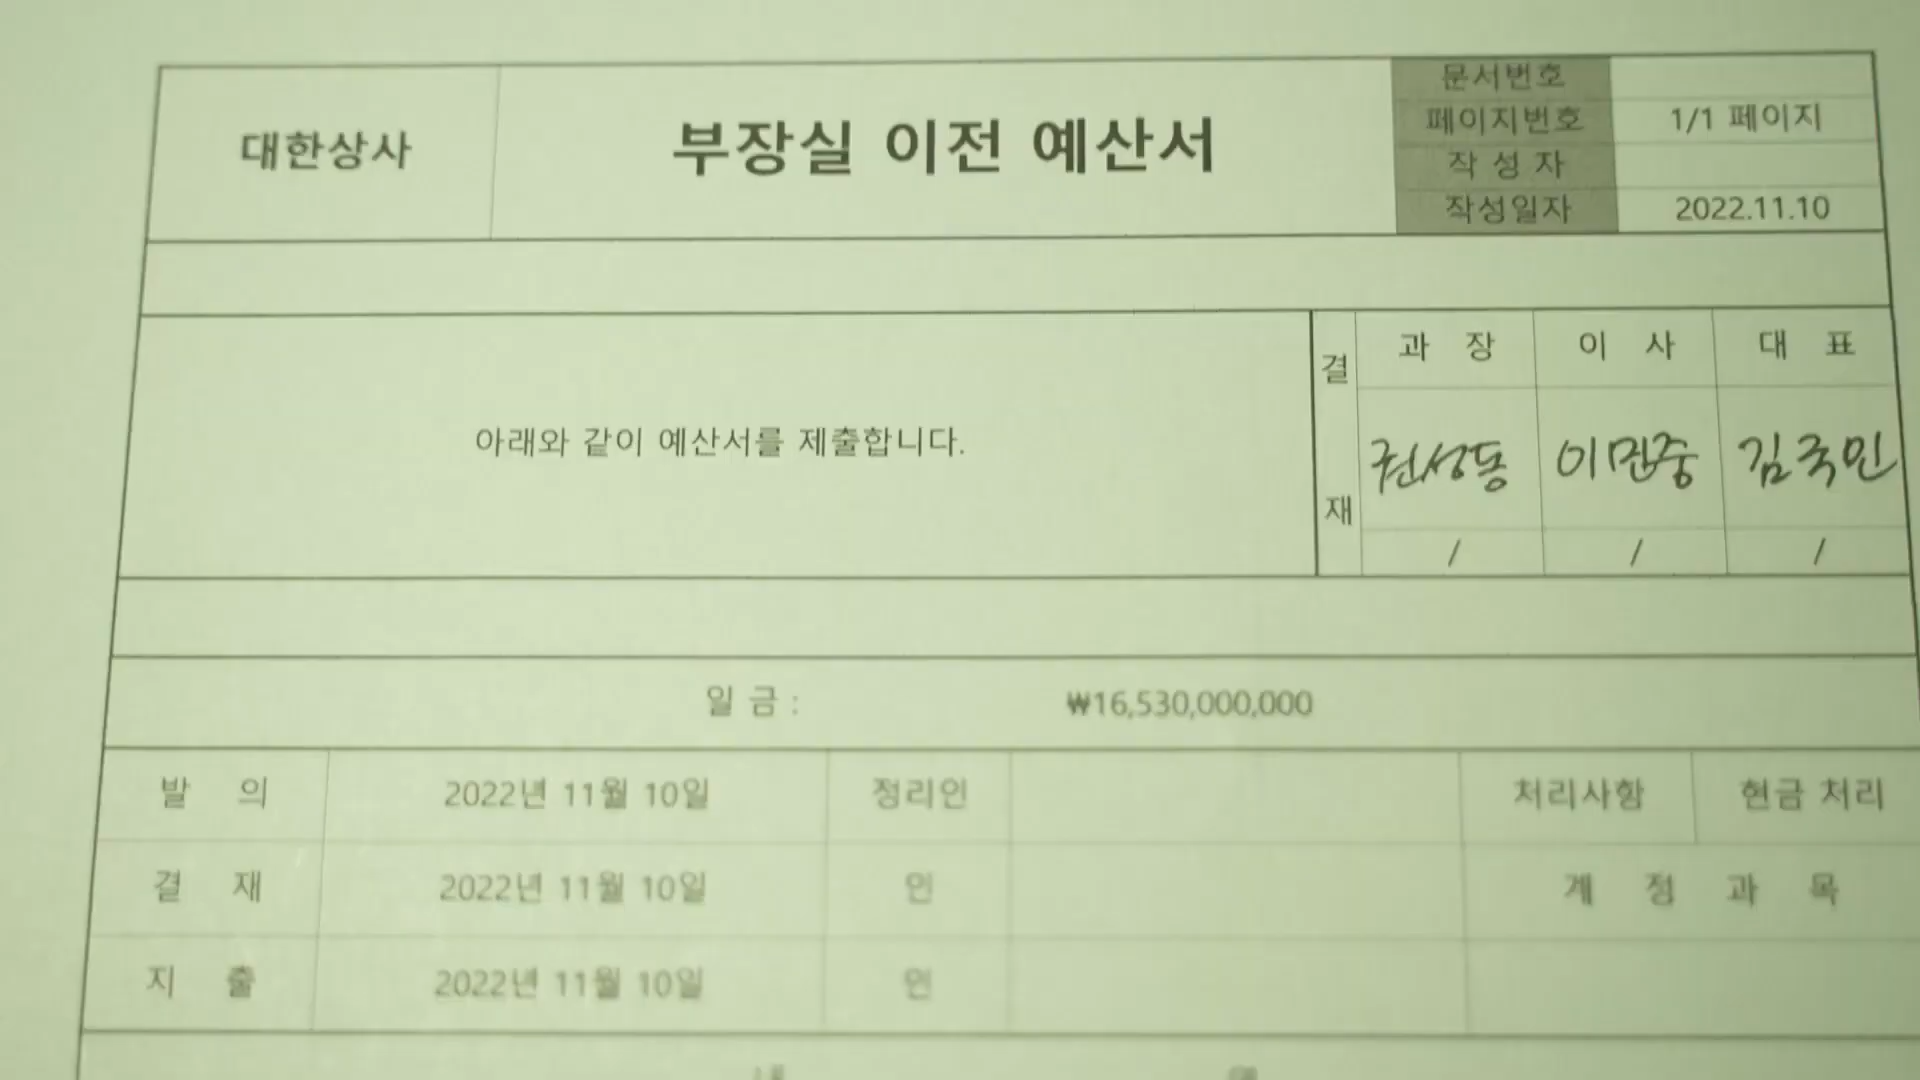 대한상사
부장실 이전 예산서
문서번호
페이지번호 1/1 페이지
작 성 자
작성일자 2022.11.10
아래와 같이 예산서를 제출합니다.
결 재
과 장 이 사 대 표
권성동 이민중 김국민
/ / /
일 금 : ₩16,530,000,000
발 의 2022년 11월 10일 정리인 처리사항 현금 처리
결 재 2022년 11월 10일 인 계 정 과 목
지 출 2022년 11월 10일 인